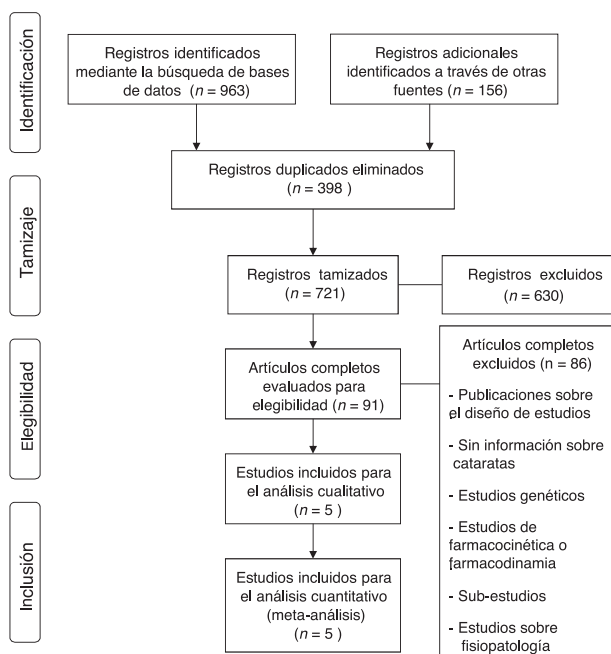 Identificación
Registros identificados
mediante la búsqueda de bases
de datos (n = 963)
Registros adicionales
identificados a través de otras
fuentes (n = 156)
Registros duplicados eliminados
(n = 398 )
Tamizaje
Registros tamizados
(n = 721)
Registros excluidos
(n = 630)
Elegibilidad
Artículos completos
evaluados para
elegibilidad (n = 91)
Artículos completos
excluidos (n = 86)
- Publicaciones sobre
el diseño de estudios
- Sin información sobre
cataratas
- Estudios genéticos
- Estudios de
farmacocinética o
farmacodinamia
- Sub-estudios
- Estudios sobre
fisiopatología
Estudios incluidos para
el análisis cualitativo
(n = 5 )
Inclusión
Estudios incluidos para
el análisis cuantitativo
(meta-análisis)
(n = 5 )